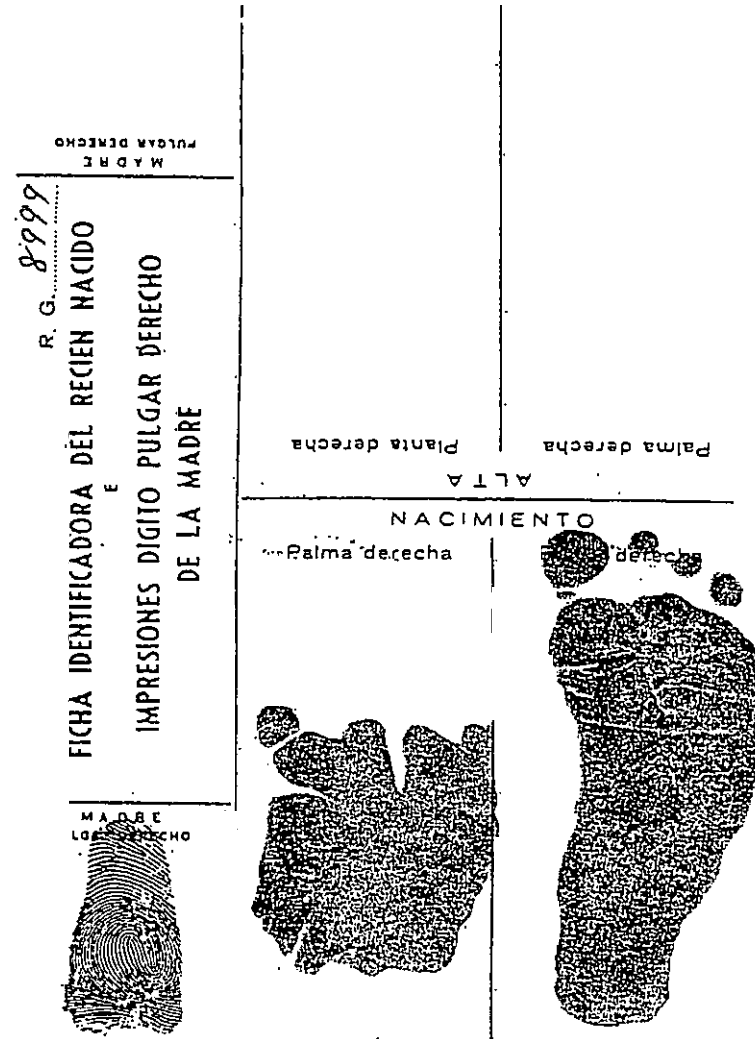 MADRE
PULGAR DERECHO
R. G. 8999
FICHA IDENTIFICADORA DEL RECIEN NACIDO
E
IMPRESIONES DIGITO PULGAR DERECHO
DE LA MADRE
MADRE
DERECHO
Planta derecha
Palma derecha
ALTA
NACIMIENTO
Palma derecha
derecha